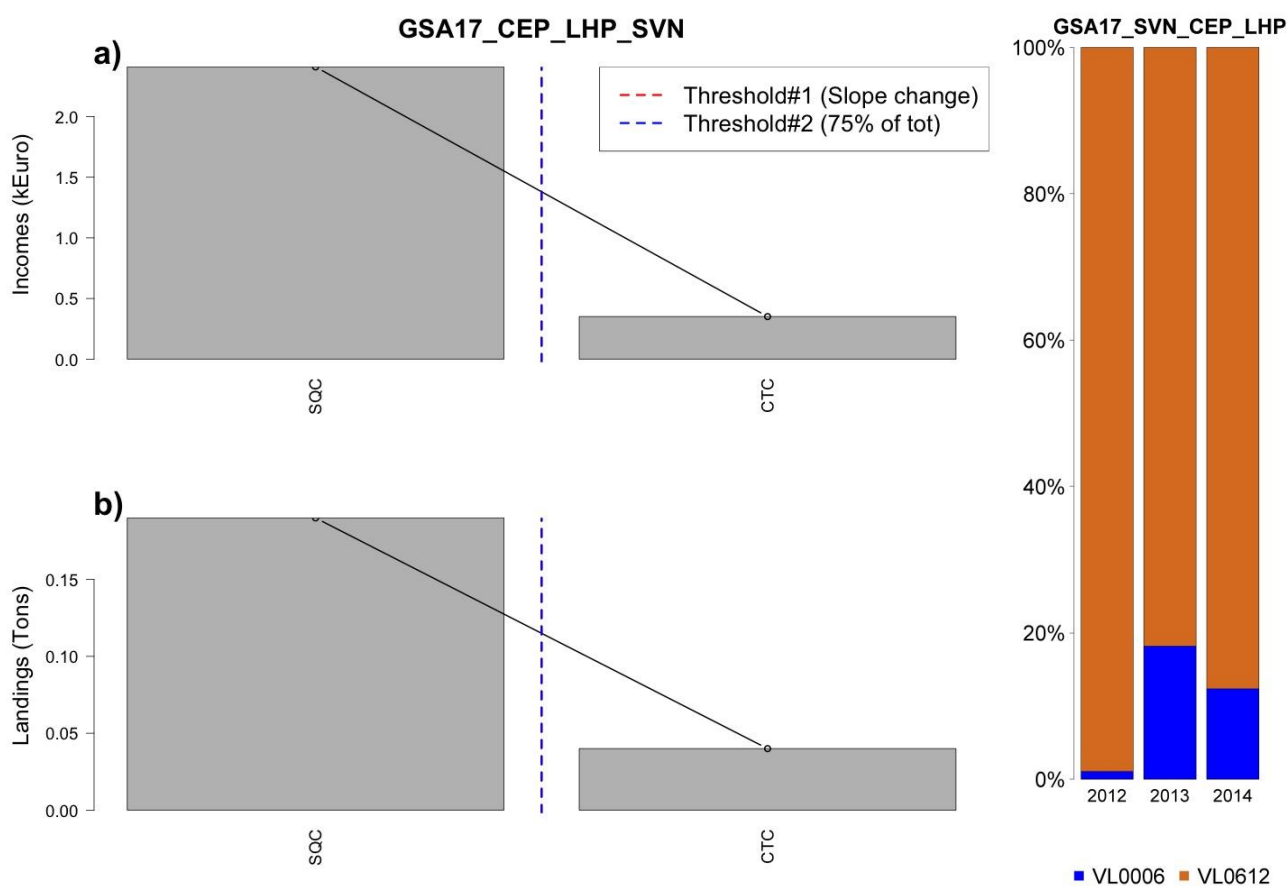 GSA17_CEP_LHP_SVN
a)
Threshold#1 (Slope change)
Threshold#2 (75% of tot)
Incomes (kEuro)
2.0
1.5
1.0
0.5
0.0
SQC
CTC
b)
Landings (Tons)
0.15
0.10
0.05
0.00
SQC
CTC
GSA17_SVN_CEP_LHP
100%
80%
60%
40%
20%
0%
2012 2013 2014
VL0006 VL0612